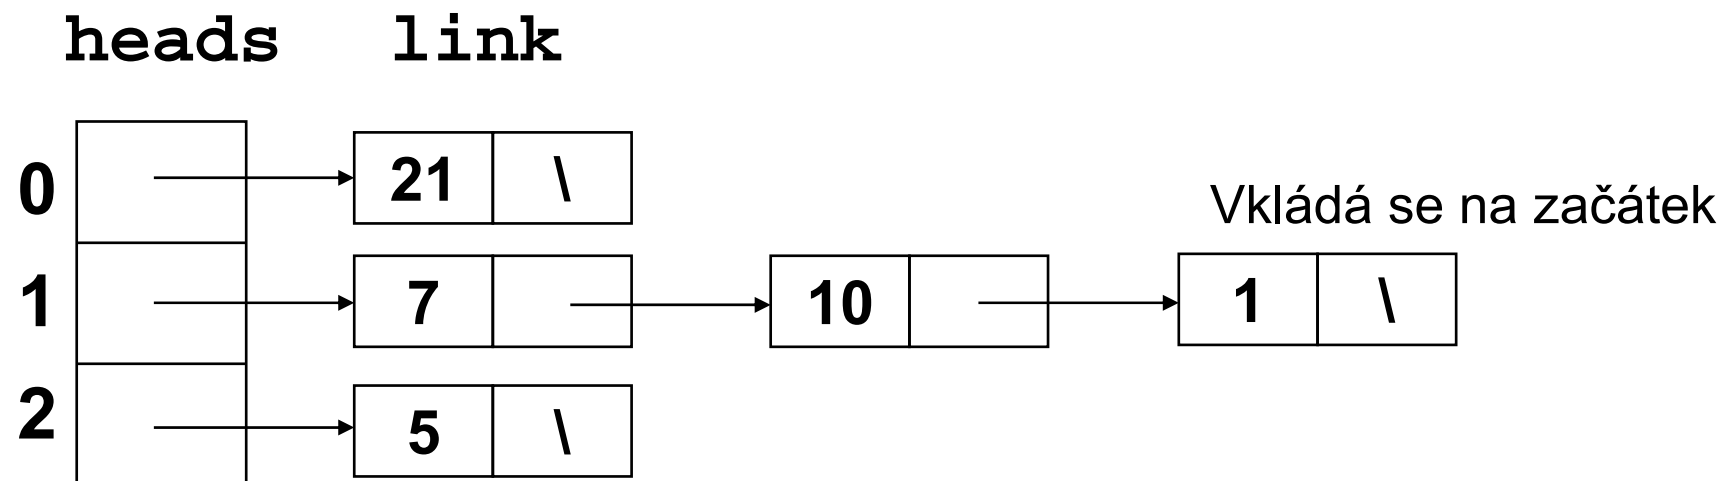 heads link
0 21 \
Vkládá se na začátek
1 7 10 1 \
2 5 \